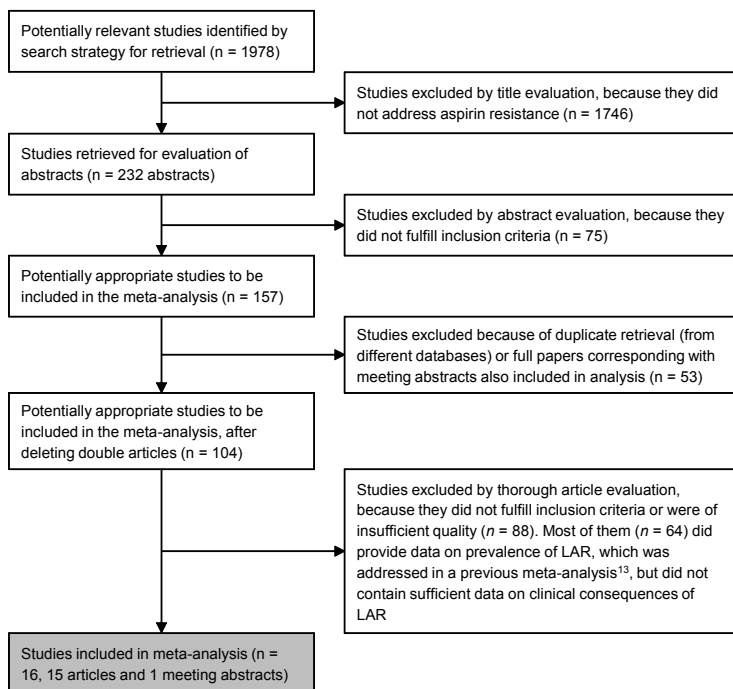 Potentially relevant studies identified by
search strategy for retrieval (n = 1978)
Studies excluded by title evaluation, because they did
not address aspirin resistance (n = 1746)
Studies retrieved for evaluation of
abstracts (n = 232 abstracts)
Studies excluded by abstract evaluation, because they
did not fulfill inclusion criteria (n = 75)
Potentially appropriate studies to be
included in the meta-analysis (n = 157)
Studies excluded because of duplicate retrieval (from
different databases) or full papers corresponding with
meeting abstracts also included in analysis (n = 53)
Potentially appropriate studies to be
included in the meta-analysis, after
deleting double articles (n = 104)
Studies excluded by thorough article evaluation,
because they did not fulfill inclusion criteria or were of
insufficient quality (n = 88). Most of them (n = 64) did
provide data on prevalence of LAR, which was
addressed in a previous meta-analysis¹³, but did not
contain sufficient data on clinical consequences of
LAR
Studies included in meta-analysis (n =
16, 15 articles and 1 meeting abstracts)